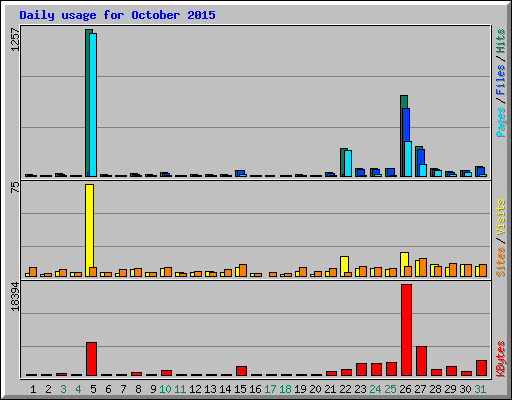 Daily usage for October 2015
1257
Pages / Files / Hits
75
Sites / Visits
18394
KBytes
1 2 3 4 5 6 7 8 9 10 11 12 13 14 15 16 17 18 19 20 21 22 23 24 25 26 27 28 29 30 31